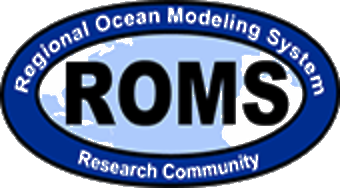 Regional Ocean Modeling System
ROMS
Research Community